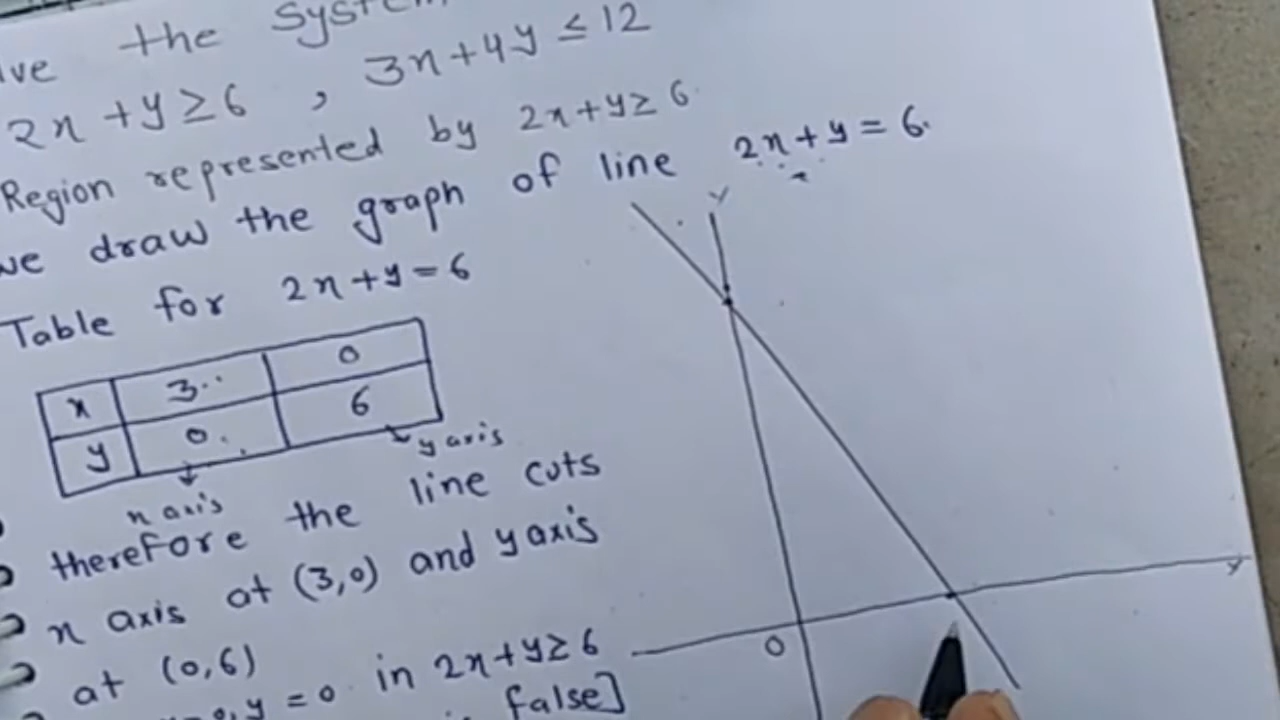 the
2x + y ≥ 6 , 3x + 4y ≤ 12
Region represented by 2x + y ≥ 6
we draw the graph of line 2x + y = 6.
Table for 2x + y = 6
x 3 0
y 0 6
x axis y axis
therefore the line cuts
x axis at (3,0) and y axis
at (0,6)
y = 0 in 2x + y ≥ 6
false]
y
0